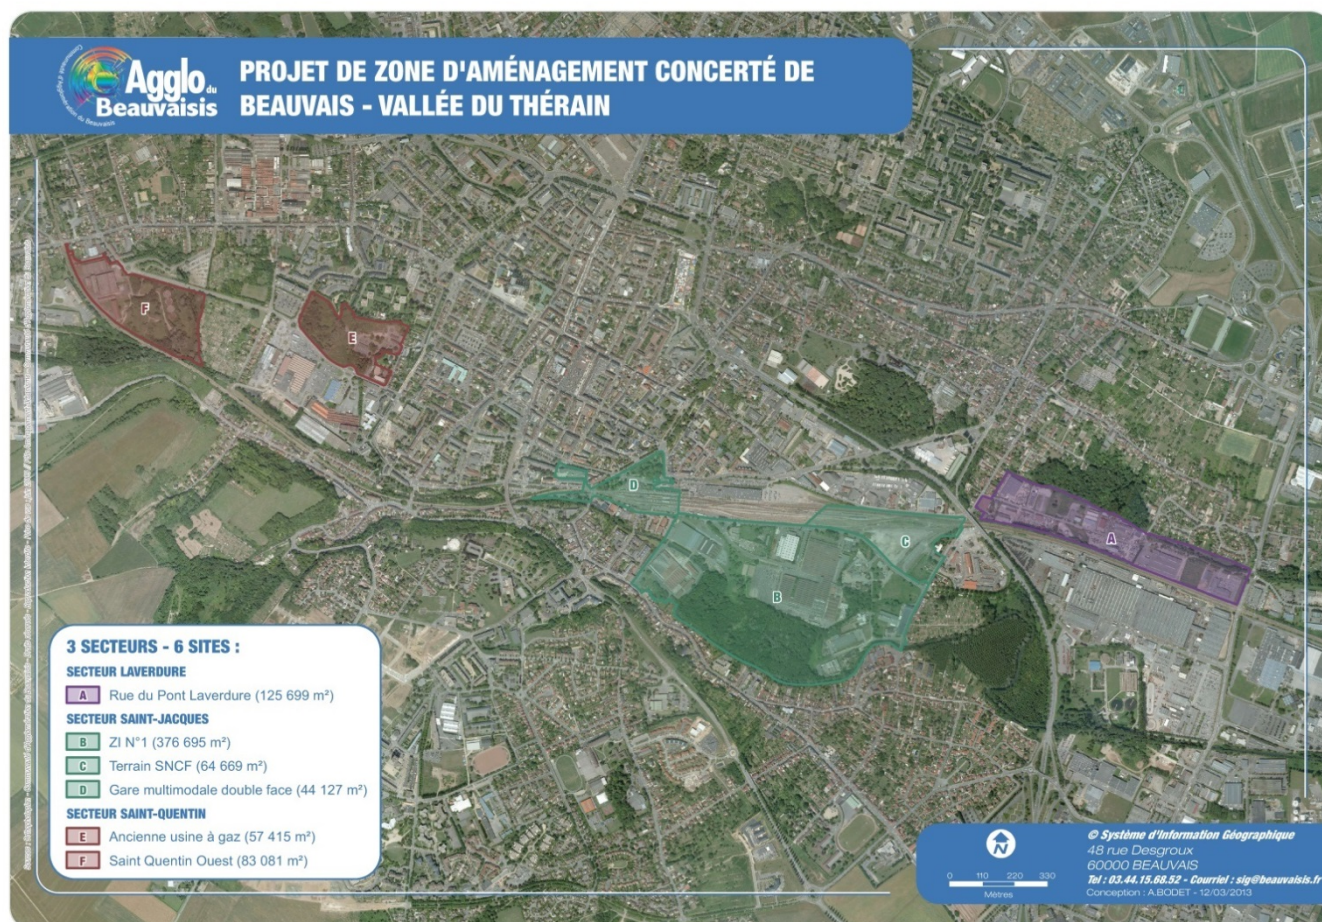 Agglo du
Beauvaisis
Communauté d'Agglomération du Beauvaisis
PROJET DE ZONE D'AMÉNAGEMENT CONCERTÉ DE
BEAUVAIS - VALLÉE DU THÉRAIN
F
E
D
C
B
A
3 SECTEURS - 6 SITES :
SECTEUR LAVERDURE
A Rue du Pont Laverdure (125 699 m²)
SECTEUR SAINT-JACQUES
B ZI N°1 (376 695 m²)
C Terrain SNCF (64 669 m²)
D Gare multimodale double face (44 127 m²)
SECTEUR SAINT-QUENTIN
E Ancienne usine à gaz (57 415 m²)
F Saint Quentin Ouest (83 081 m²)
N
0 110 220 330
Mètres
© Système d'Information Géographique
48 rue Desgroux
60000 BEAUVAIS
Tel : 03.44.15.68.52 - Courriel : sig@beauvaisis.fr
Conception : A.BODET - 12/03/2013